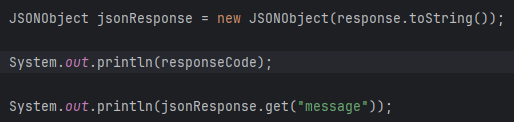 JSONObject jsonResponse = new JSONObject(response.toString());
System.out.println(responseCode);
System.out.println(jsonResponse.get("message"));